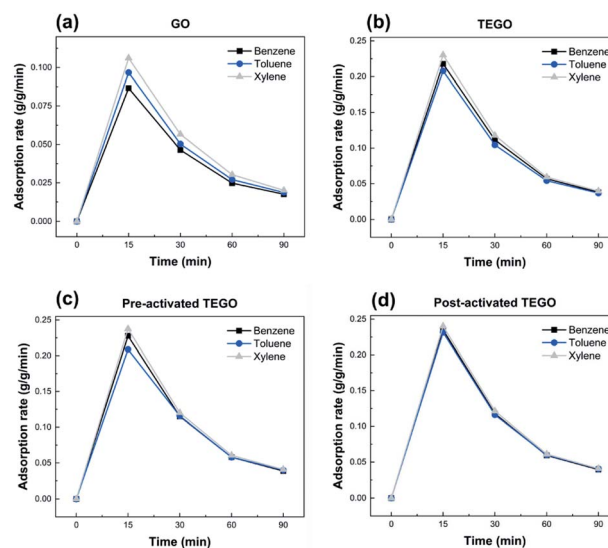 (a)
GO
Benzene
Toluene
Xylene
0.100
0.075
0.050
0.025
0.000
Adsorption rate (g/g/min)
0 15 30 60 90
Time (min)
(b)
TEGO
Benzene
Toluene
Xylene
0.25
0.20
0.15
0.10
0.05
0.00
Adsorption rate (g/g/min)
0 15 30 60 90
Time (min)
(c)
Pre-activated TEGO
Benzene
Toluene
Xylene
0.25
0.20
0.15
0.10
0.05
0.00
Adsorption rate (g/g/min)
0 15 30 60 90
Time (min)
(d)
Post-activated TEGO
Benzene
Toluene
Xylene
0.25
0.20
0.15
0.10
0.05
0.00
Adsorption rate (g/g/min)
0 15 30 60 90
Time (min)